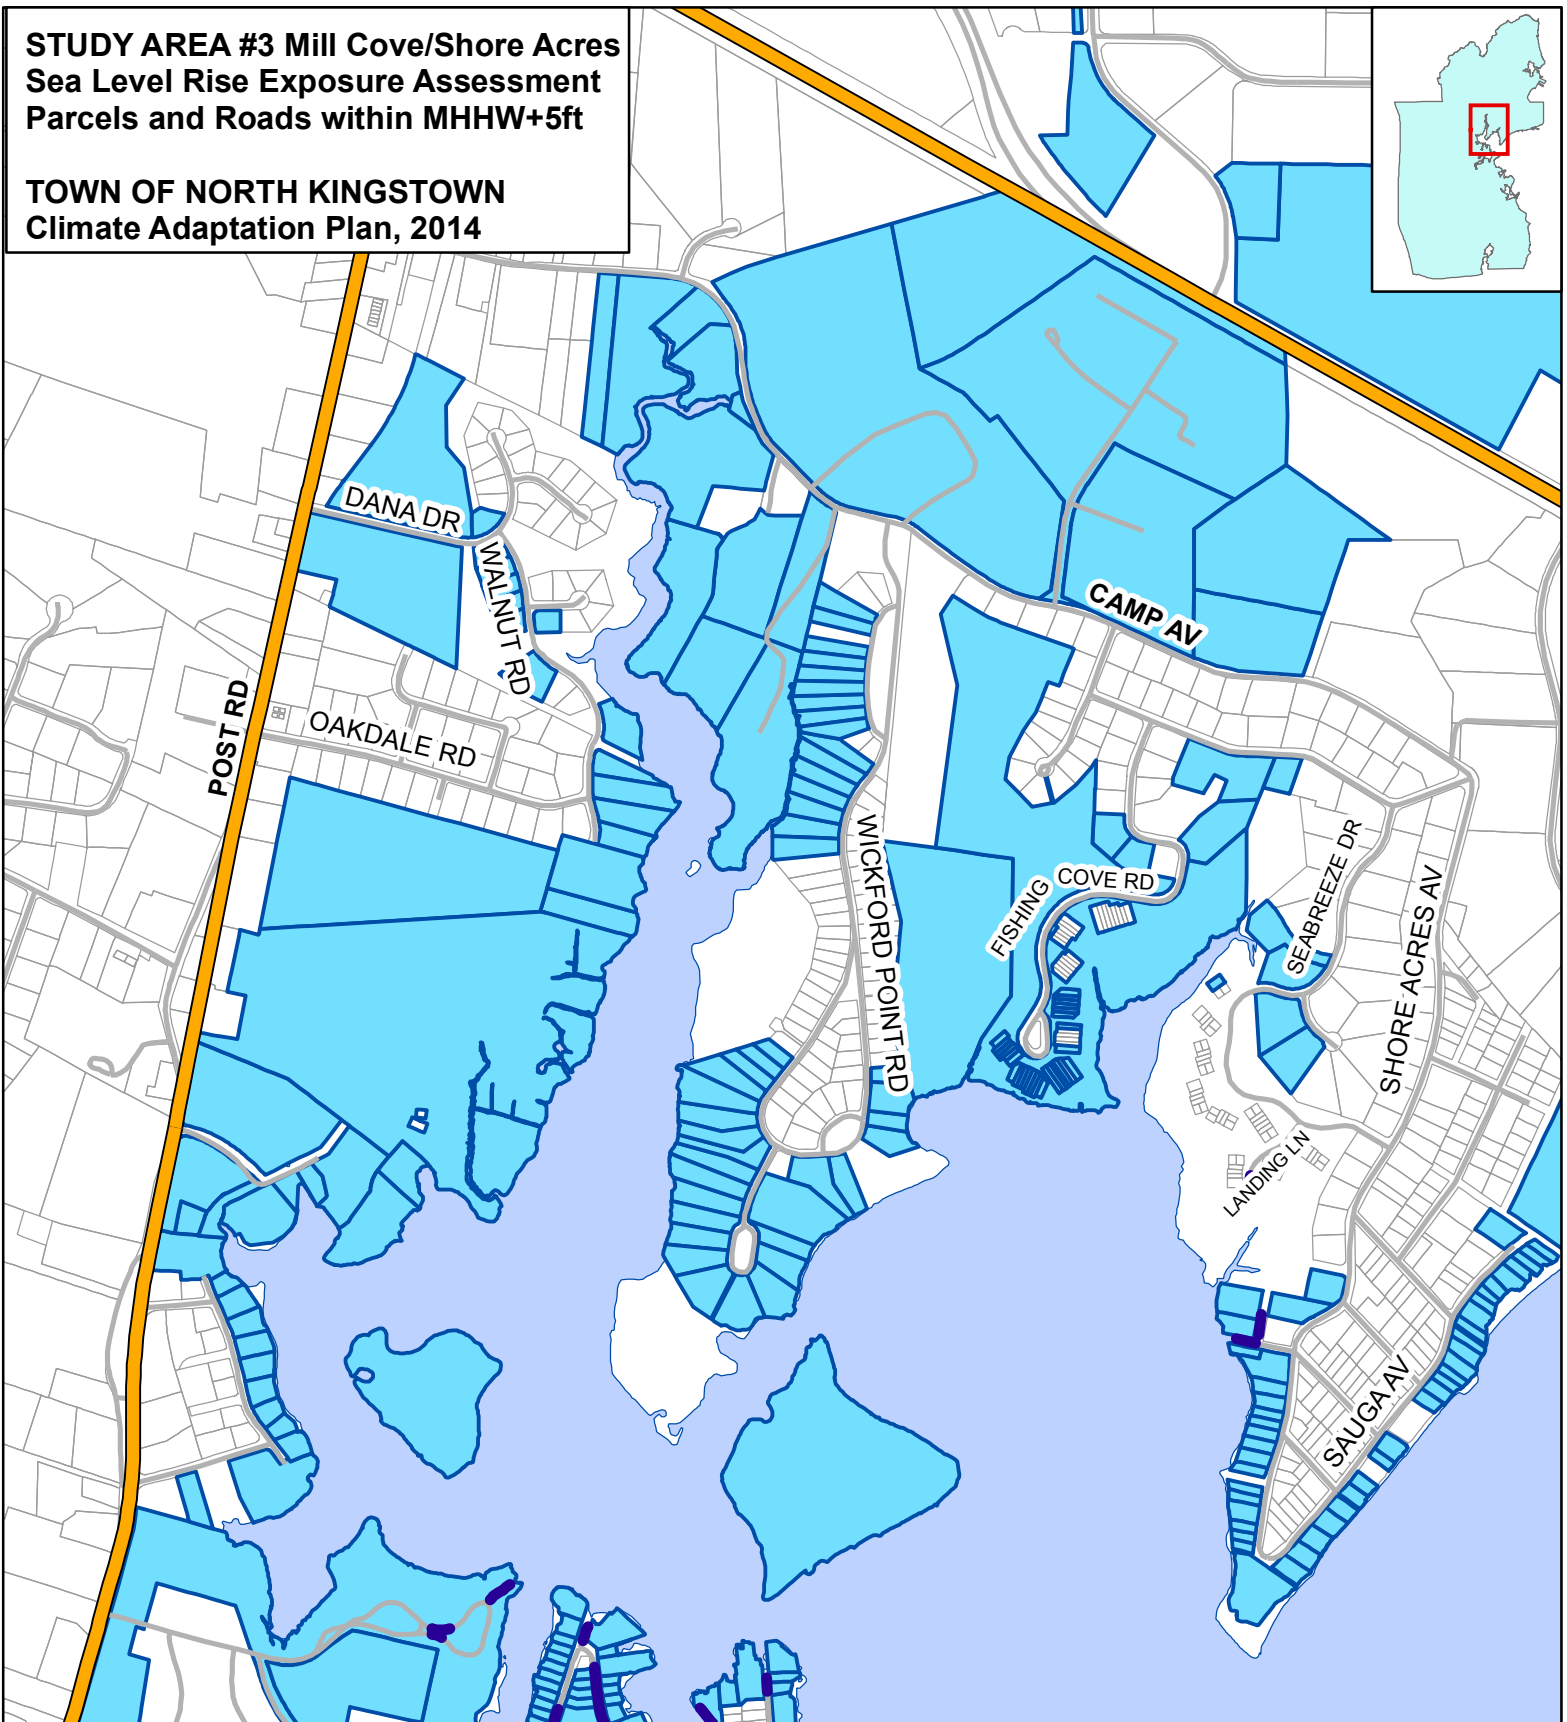 STUDY AREA #3 Mill Cove/Shore Acres
Sea Level Rise Exposure Assessment
Parcels and Roads within MHHW+5ft
TOWN OF NORTH KINGSTOWN
Climate Adaptation Plan, 2014
DANA DR
WALNUT RD
CAMP AV
POST RD
OAKDALE RD
WICKFORD POINT RD
FISHING
COVE RD
SEABREEZE DR
SHORE ACRES AV
LANDING LN
SAUGA AV